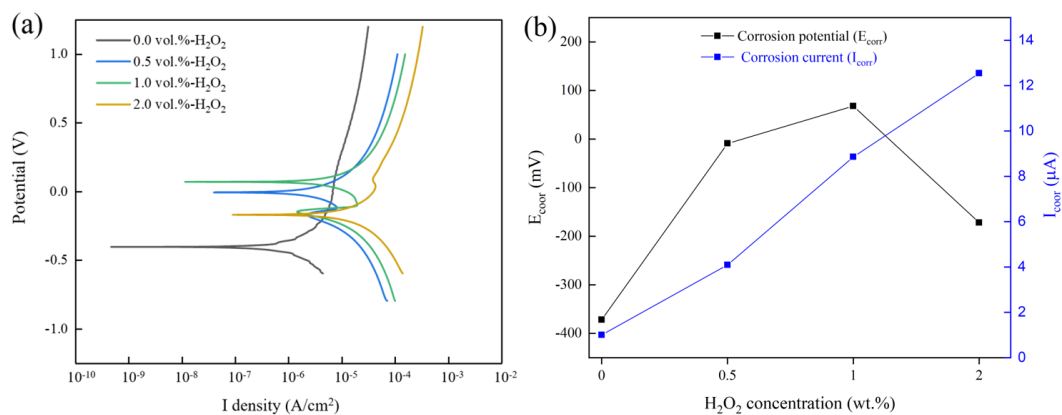 (a)
0.0 vol.%-H₂O₂
0.5 vol.%-H₂O₂
1.0 vol.%-H₂O₂
2.0 vol.%-H₂O₂
Potential (V)
1.0
0.5
0.0
-0.5
-1.0
10⁻¹⁰ 10⁻⁹ 10⁻⁸ 10⁻⁷ 10⁻⁶ 10⁻⁵ 10⁻⁴ 10⁻³ 10⁻²
I density (A/cm²)
(b)
Corrosion potential (E_corr)
Corrosion current (I_corr)
E_coor (mV)
200
100
0
-100
-200
-300
-400
I_coor (μA)
14
12
10
8
6
4
2
0
0 0.5 1 2
H₂O₂ concentration (wt.%)